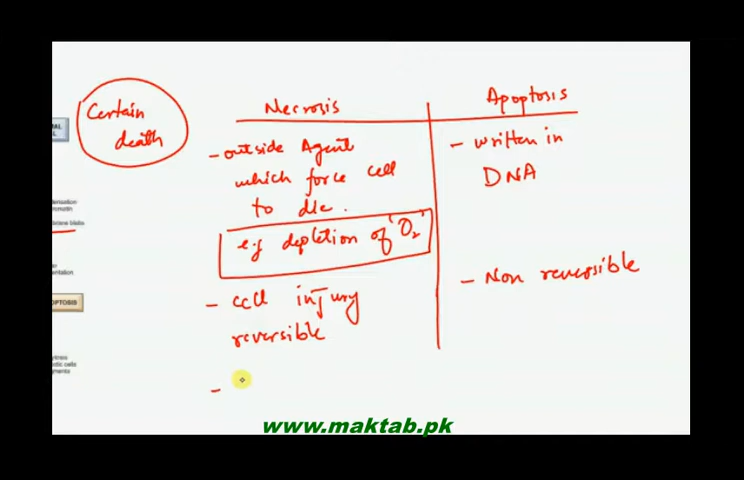 Certain
death
Necrosis
- outside Agent
which force cell
to die.
e.g depletion of 'O₂'
- cell injury
reversible
-
Apoptosis
- written in
DNA
- Non reversible
www.maktab.pk